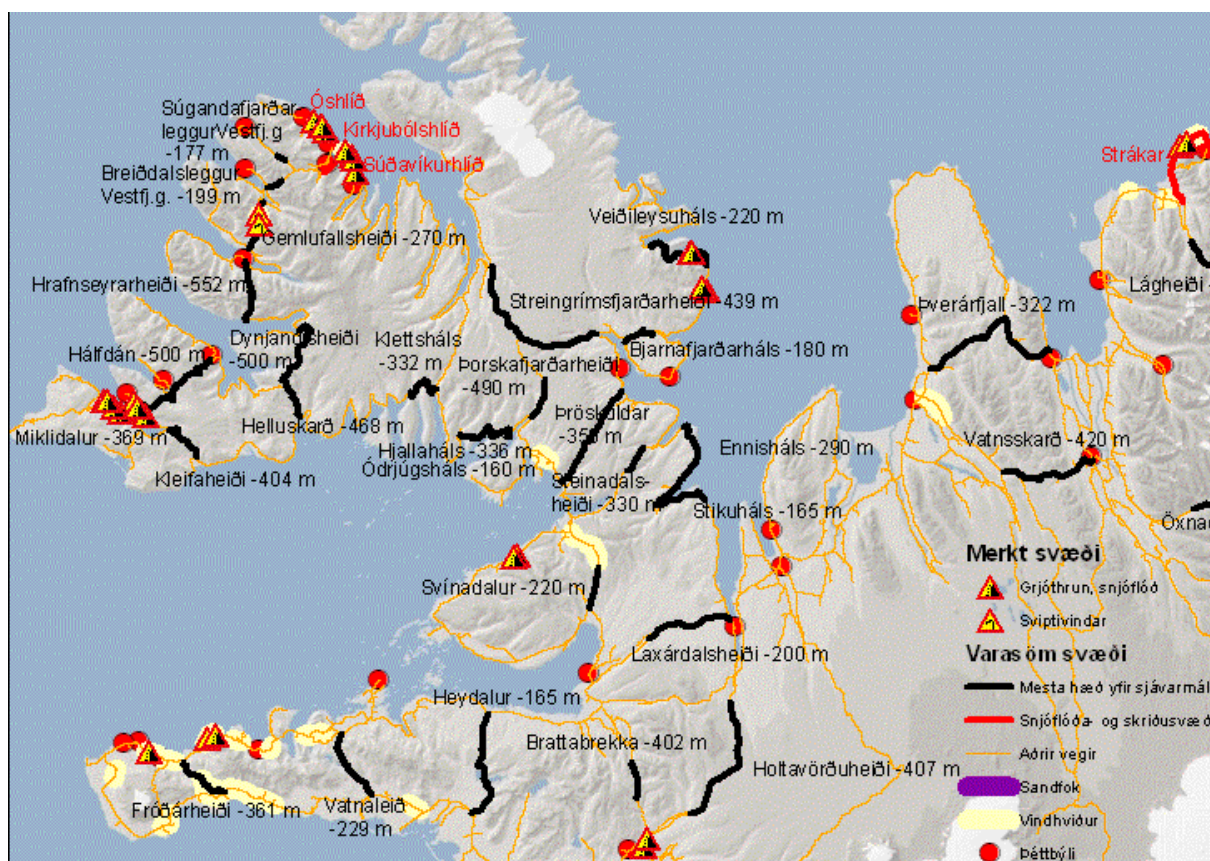 Súgandafjarðar
leggurVestfj.g
-177 m
Óshlíð
Kirkjubólshlíð
Súðavíkurhlíð
Breiðdalsleggur
Vestfj.g. -199 m
Gemlufallsheiði -270 m
Hrafnseyrarheiði -552 m
Veiðileysuháls -220 m
Strákar
Lágheiði -
Streingrímsfjarðarheiði -439 m
Þverárfjall -322 m
Dynjandisheiði
-500 m
Hálfdán -500 m
Klettsháls
-332 m
Bjarnafjarðarháls -180 m
Þorskafjarðarheiði
-490 m
Miklidalur -369 m
Helluskarð -468 m
Kleifaheiði -404 m
Hjallaháls -336 m
Ódrjúgsháls -160 m
Þröskuldar
-350 m
Steinadals-
heiði -330 m
Ennisháls -290 m
Stikuháls -165 m
Vatnsskarð -420 m
Öxnad
Svínadalur -220 m
Laxárdalsheiði -200 m
Heydalur -165 m
Brattabrekka -402 m
Holtavörðuheiði -407 m
Fróðárheiði -361 m
Vatnaleið
-229 m
Merkt svæði
Grjóthrun, snjóflóð
Sviptivindar
Varasöm svæði
Mesta hæð yfir sjávarmál
Snjóflóða- og skriðusvæð
Aðrir vegir
Sandfok
Vindhviður
Þéttbýli